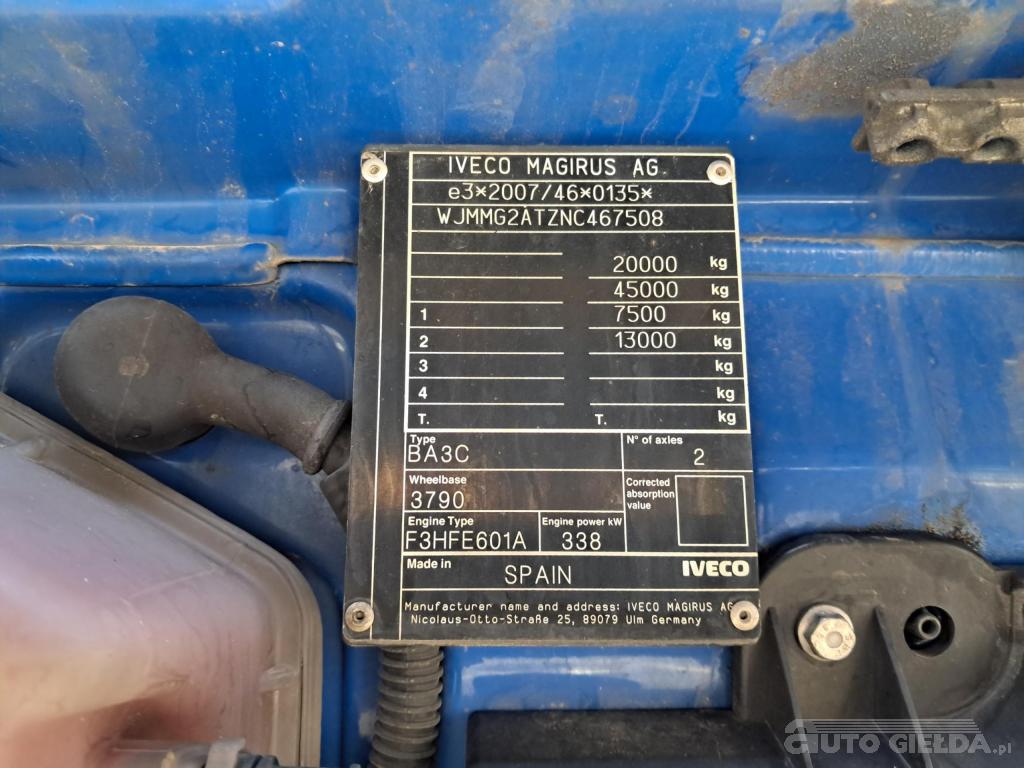 IVECO MAGIRUS AG.
e3*2007/46*0135*
WJMMG2ATZNC467508
20000 kg
45000 kg
1 7500 kg
2 13000 kg
3 kg
4 kg
T. T. kg
Type
BA3C
N° of axles
2
Wheelbase
3790
Corrected
absorption
value
Engine Type
F3HFE601A
Engine power kW
338
Made in
SPAIN
IVECO
Manufacturer name and address: IVECO MAGIRUS AG
Nicolaus-Otto-Straße 25, 89079 Ulm Germany
AUTO GIEŁDA.pl